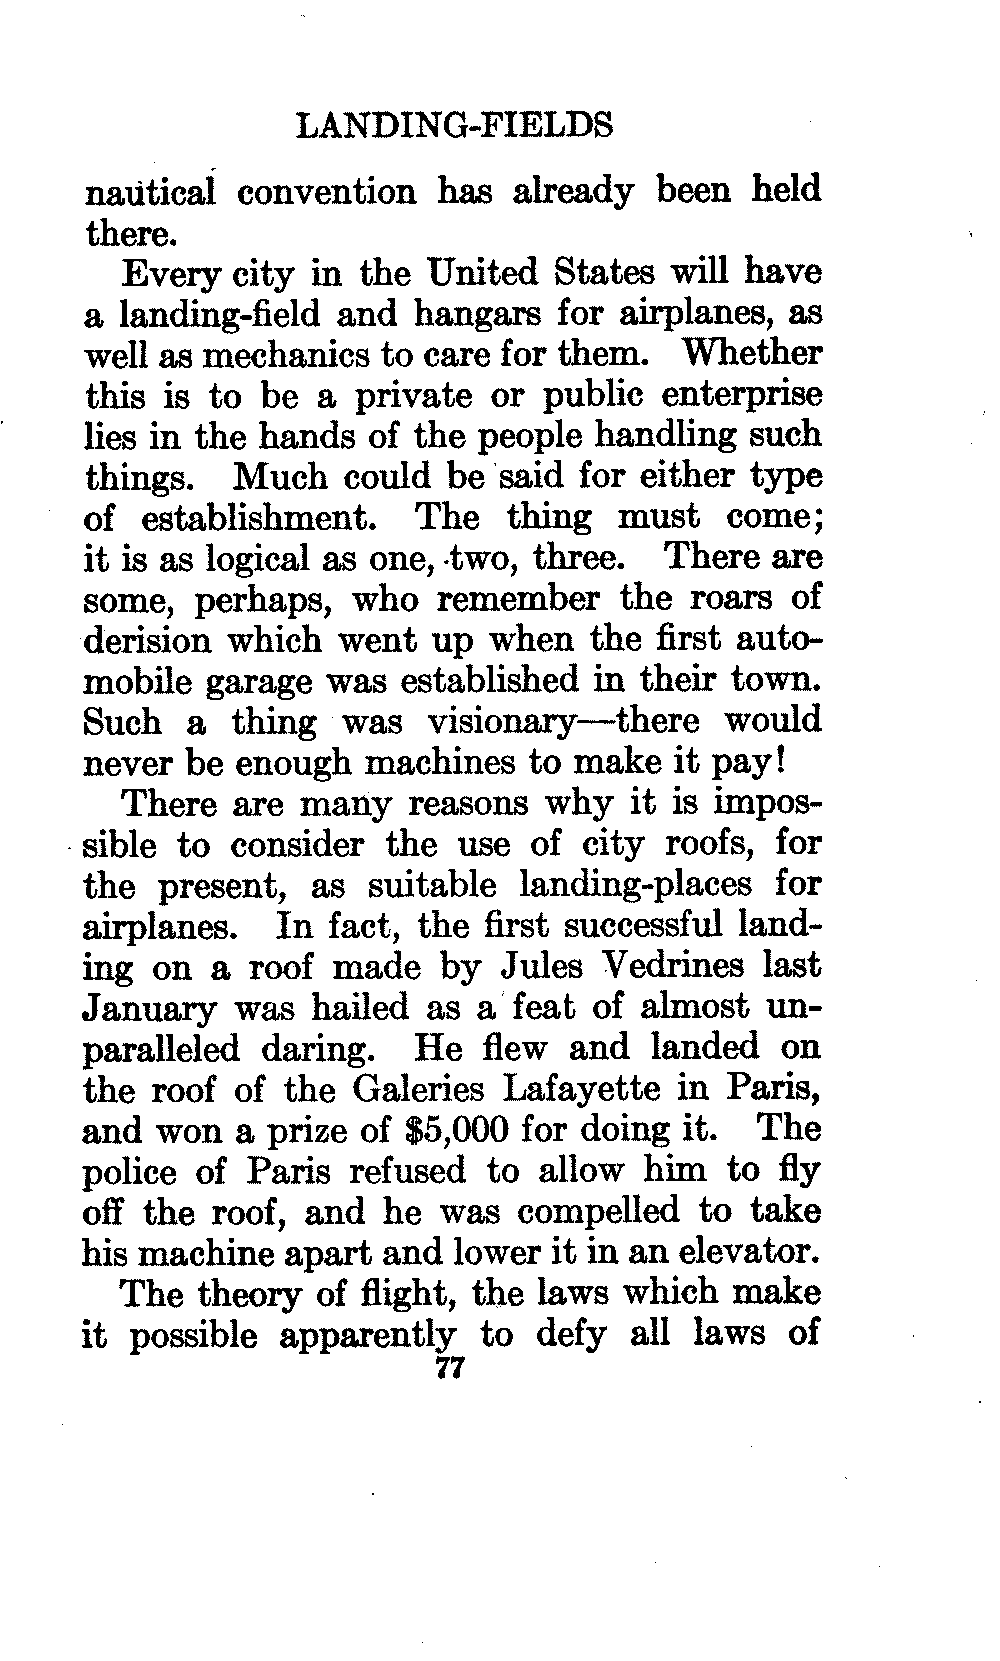 LANDING-FIELDS
nautical convention has already been held
there.
Every city in the United States will have
a landing-field and hangars for airplanes, as
well as mechanics to care for them. Whether
this is to be a private or public enterprise
lies in the hands of the people handling such
things. Much could be said for either type
of establishment. The thing must come;
it is as logical as one, two, three. There are
some, perhaps, who remember the roars of
derision which went up when the first auto-
mobile garage was established in their town.
Such a thing was visionary—there would
never be enough machines to make it pay!
There are many reasons why it is impos-
sible to consider the use of city roofs, for
the present, as suitable landing-places for
airplanes. In fact, the first successful land-
ing on a roof made by Jules Vedrines last
January was hailed as a feat of almost un-
paralleled daring. He flew and landed on
the roof of the Galeries Lafayette in Paris,
and won a prize of $5,000 for doing it. The
police of Paris refused to allow him to fly
off the roof, and he was compelled to take
his machine apart and lower it in an elevator.
The theory of flight, the laws which make
it possible apparently to defy all laws of
77